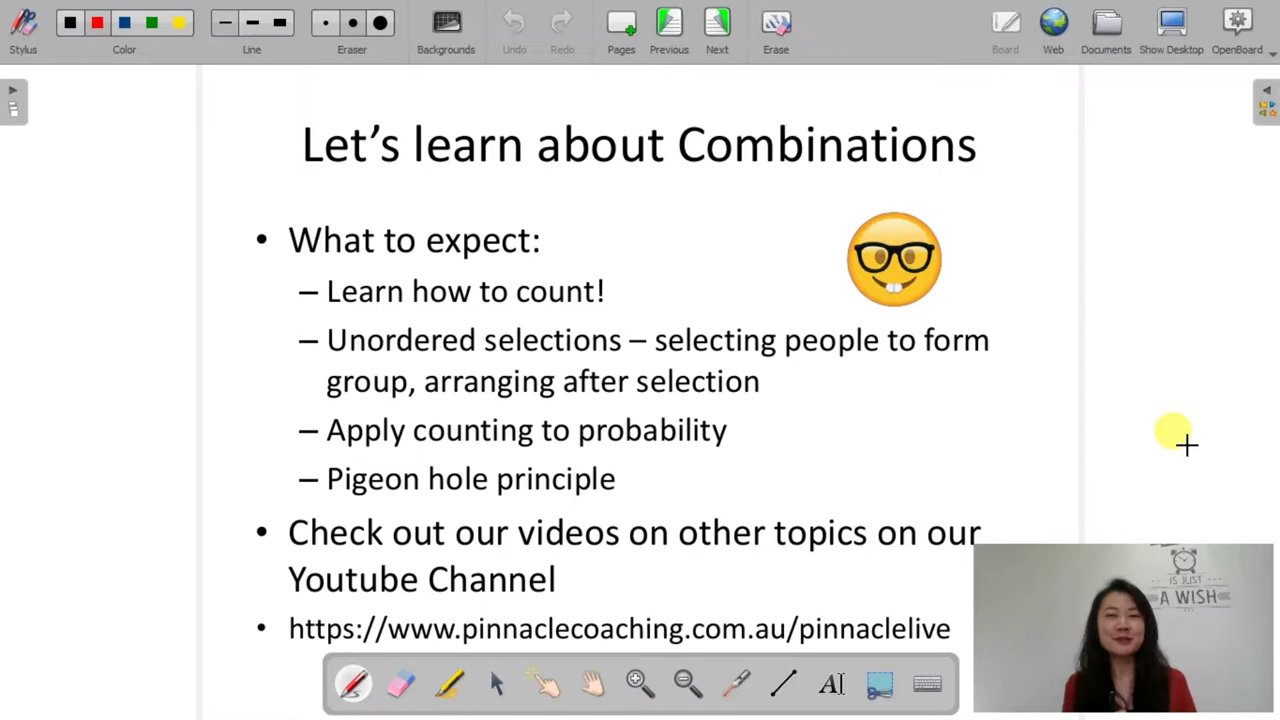 Stylus
Color
Line
Eraser
Backgrounds
Undo
Redo
Pages
Previous
Next
Erase
Board
Web
Documents
Show Desktop
OpenBoard
Let's learn about Combinations
• What to expect:
– Learn how to count!
– Unordered selections – selecting people to form
group, arranging after selection
– Apply counting to probability
– Pigeon hole principle
• Check out our videos on other topics on our
Youtube Channel
• https://www.pinnaclecoaching.com.au/pinnaclelive
IS JUST
A WISH
AI